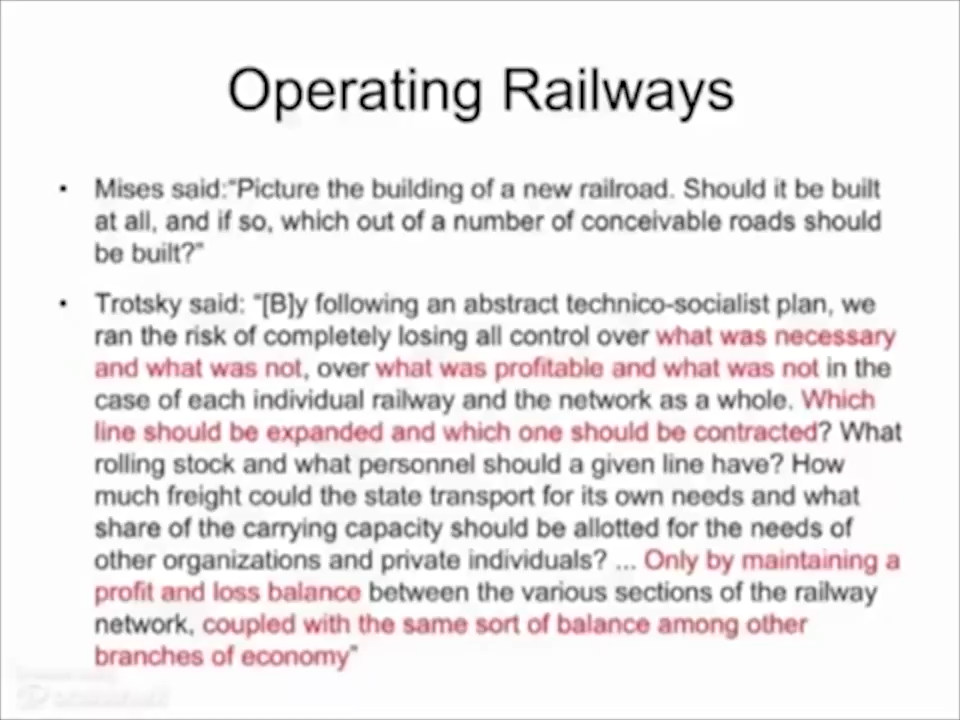 Operating Railways
• Mises said:“Picture the building of a new railroad. Should it be built
at all, and if so, which out of a number of conceivable roads should
be built?”
• Trotsky said: “[B]y following an abstract technico-socialist plan, we
ran the risk of completely losing all control over what was necessary
and what was not, over what was profitable and what was not in the
case of each individual railway and the network as a whole. Which
line should be expanded and which one should be contracted? What
rolling stock and what personnel should a given line have? How
much freight could the state transport for its own needs and what
share of the carrying capacity should be allotted for the needs of
other organizations and private individuals? ... Only by maintaining a
profit and loss balance between the various sections of the railway
network, coupled with the same sort of balance among other
branches of economy”